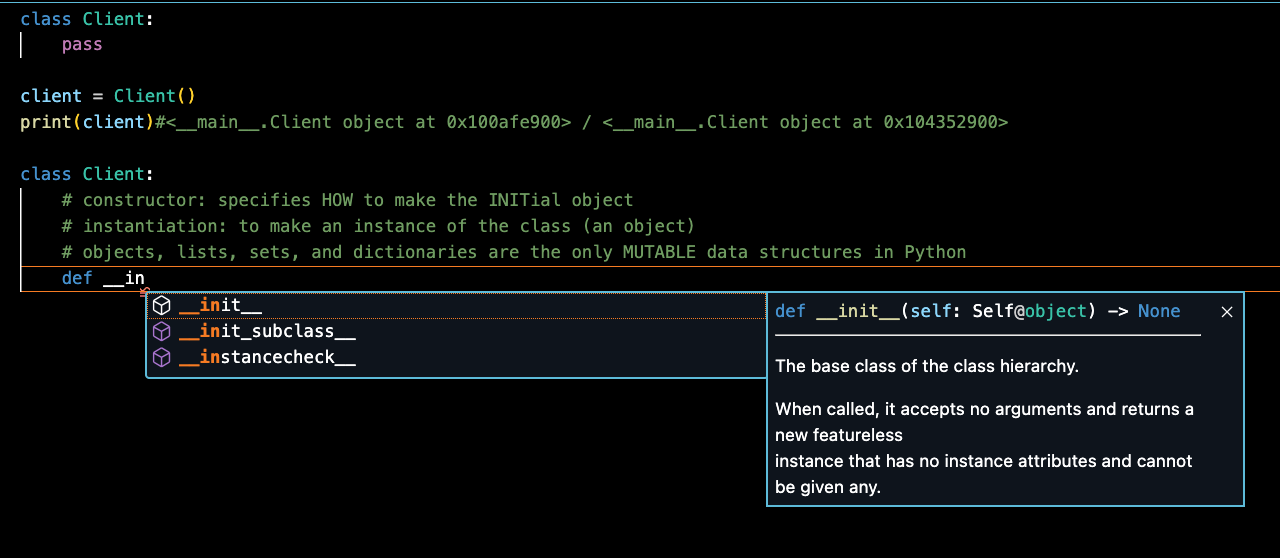 class Client:
    pass

client = Client()
print(client)#<__main__.Client object at 0x100afe900> / <__main__.Client object at 0x104352900>

class Client:
    # constructor: specifies HOW to make the INITial object
    # instantiation: to make an instance of the class (an object)
    # objects, lists, sets, and dictionaries are the only MUTABLE data structures in Python
    def __in
__init__
__init_subclass__
__instancecheck__
def __init__(self: Self@object) -> None
The base class of the class hierarchy.
When called, it accepts no arguments and returns a
new featureless
instance that has no instance attributes and cannot
be given any.